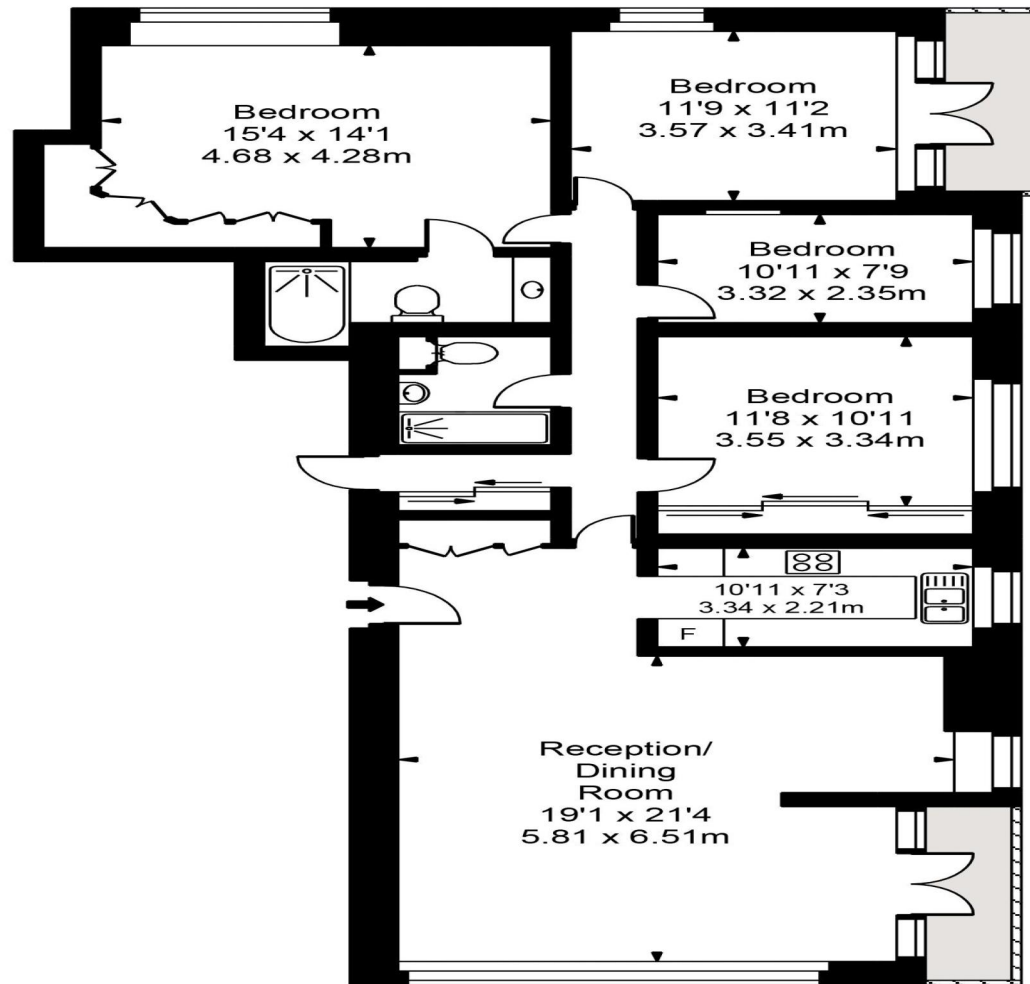 Bedroom
15'4 x 14'1
4.68 x 4.28m
Bedroom
11'9 x 11'2
3.57 x 3.41m
Bedroom
10'11 x 7'9
3.32 x 2.35m
Bedroom
11'8 x 10'11
3.55 x 3.34m
10'11 x 7'3
3.34 x 2.21m
F
Reception/
Dining
Room
19'1 x 21'4
5.81 x 6.51m